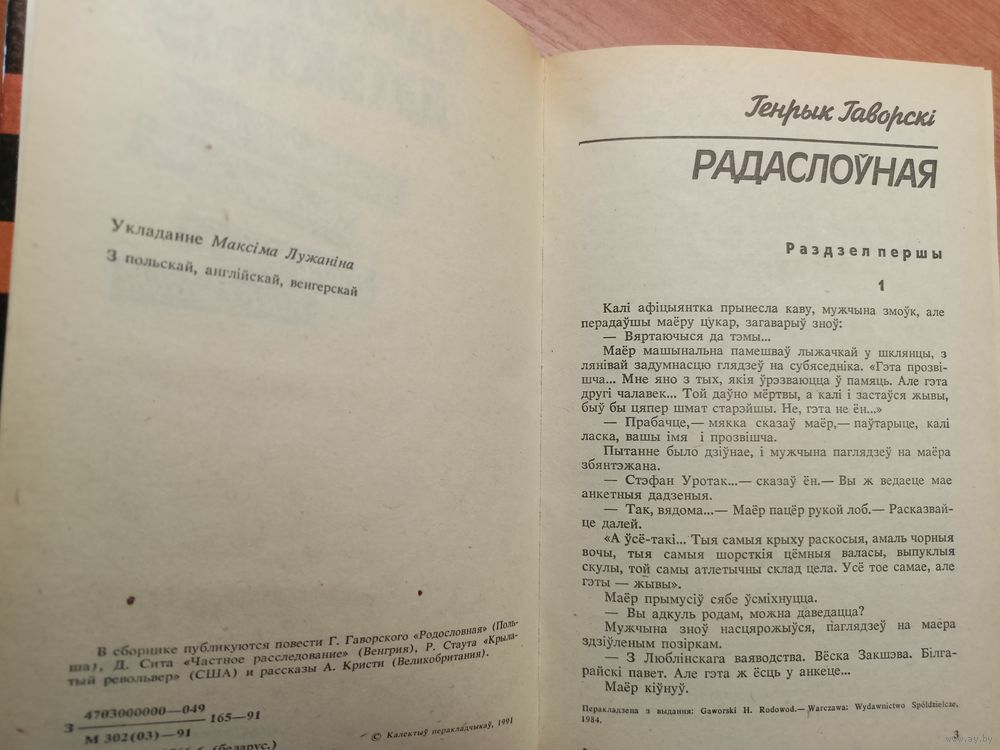 Укладанне Максіма Лужаніна
З польскай, англійскай, венгерскай
В сборнике публикуются повести Г. Гаворского «Родословная» (Поль-
ша), Д. Сита «Частное расследование» (Венгрия), Р. Стаута «Крыла-
тый револьвер» (США) и рассказы А. Кристи (Великобритания).
4703000000—049
З 165—91
М 302(03)—91
(беларус.)
© Калектыў перакладчыкаў, 1991
Генрык Гаворскі
РАДАСЛОЎНАЯ
Раздзел першы
1
Калі афіцыянтка прынесла каву, мужчына змоўк, але
перадаўшы маёру цукар, загаварыў зноў:
— Вяртаючыся да тэмы...
Маёр машынальна памешваў лыжачкай у шклянцы, з
лянівай задумнасцю глядзеў на субяседніка. «Гэта прозві-
шча... Мне яно з тых, якія ўрэзваюцца ў памяць. Але гэта
другі чалавек... Той даўно мёртвы, а калі і застаўся жывы,
быў бы цяпер шмат старэйшы. Не, гэта не ён...»
— Прабачце,— мякка сказаў маёр,— паўтарыце, калі
ласка, вашы імя і прозвішча.
Пытанне было дзіўнае, і мужчына паглядзеў на маёра
збянтэжана.
— Стэфан Уротак...— сказаў ён.— Вы ж ведаеце мае
анкетныя дадзеныя.
— Так, вядома...— Маёр пацёр рукой лоб.— Расказвай-
це далей.
«А ўсё-такі... Тыя самыя крыху раскосыя, амаль чорныя
вочы, тыя самыя шорсткія цёмныя валасы, выпуклыя
скулы, той самы атлетычны склад цела. Усё тое самае, але
гэты — жывы».
Маёр прымусіў сябе ўсміхнуцца.
— Вы адкуль родам, можна даведацца?
Мужчына зноў насцярожыўся, паглядзеў на маёра
здзіўленым позіркам.
— З Люблінскага ваяводства. Вёска Закшэва. Білга-
райскі павет. Але гэта ж ёсць у анкеце...
Маёр кіўнуў.
Перакладзена з выдання: Gaworski H. Rodowod.— Warczawa: Wydawnictwo Spóldzielcze,
1984.
3
www.ay.by